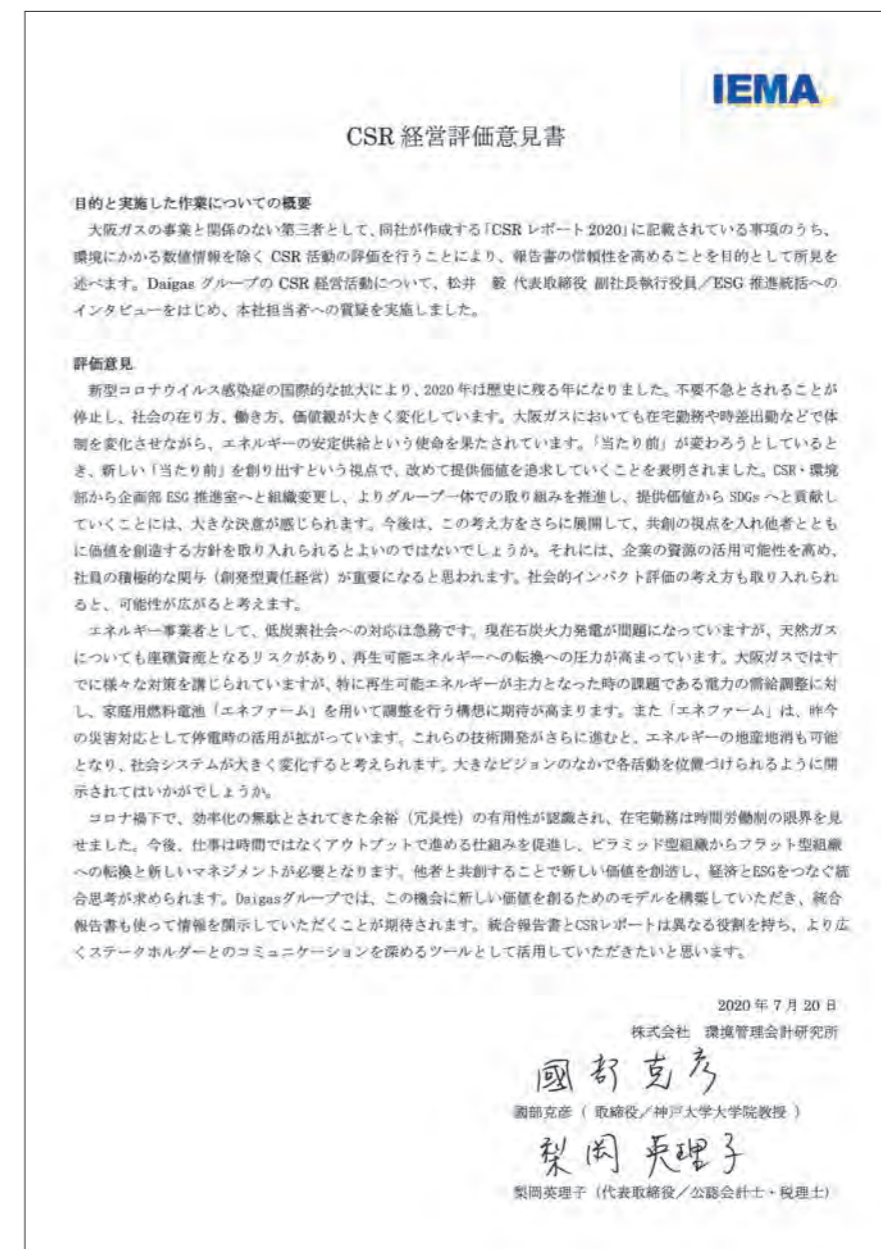 IEMA
CSR 経営評価意見書
目的と実施した作業についての概要
大阪ガスの事業と関係のない第三者として、同社が作成する「CSR レポート 2020」に記載されている事項のうち、
環境にかかる数値情報を除く CSR 活動の評価を行うことにより、報告書の信頼性を高めることを目的として所見を
述べます。Daigas グループの CSR 経営活動について、松井 毅 代表取締役 副社長執行役員／ESG 推進統括への
インタビューをはじめ、本社担当者への質疑を実施しました。
評価意見
新型コロナウイルス感染症の国際的な拡大により、2020 年は歴史に残る年になりました。不要不急とされることが
停止し、社会の在り方、働き方、価値観が大きく変化しています。大阪ガスにおいても在宅勤務や時差出勤などで体
制を変化させながら、エネルギーの安定供給という使命を果たされています。「当たり前」が変わろうとしていると
き、新しい「当たり前」を創り出すという視点で、改めて提供価値を追求していくことを表明されました。CSR・環境
部から企画部 ESG 推進室へと組織変更し、よりグループ一体での取り組みを推進し、提供価値から SDGs へと貢献し
ていくことには、大きな決意が感じられます。今後は、この考え方をさらに展開して、共創の視点を入れ他者ととも
に価値を創造する方針を取り入れられるとよいのではないでしょうか。それには、企業の資源の活用可能性を高め、
社員の積極的な関与（創発型責任経営）が重要になると思われます。社会的インパクト評価の考え方も取り入れられ
ると、可能性が広がると考えます。
エネルギー事業者として、低炭素社会への対応は急務です。現在石炭火力発電が問題になっていますが、天然ガス
についても座礁資産となるリスクがあり、再生可能エネルギーへの転換への圧力が高まっています。大阪ガスではす
でに様々な対策を講じられていますが、特に再生可能エネルギーが主力となった時の課題である電力の需給調整に対
し、家庭用燃料電池「エネファーム」を用いて調整を行う構想に期待が高まります。また「エネファーム」は、昨今
の災害対応として停電時の活用が拡がっています。これらの技術開発がさらに進むと、エネルギーの地産地消も可能
となり、社会システムが大きく変化すると考えられます。大きなビジョンのなかで各活動を位置づけられるように開
示されてはいかがでしょうか。
コロナ禍下で、効率化の無駄とされてきた余裕（冗長性）の有用性が認識され、在宅勤務は時間労働制の限界を見
せました。今後、仕事は時間ではなくアウトプットで進める仕組みを促進し、ピラミッド型組織からフラット型組織
への転換と新しいマネジメントが必要となります。他者と共創することで新しい価値を創造し、経済とESGをつなぐ統
合思考が求められます。Daigasグループでは、この機会に新しい価値を創るためのモデルを構築していただき、統合
報告書も使って情報を開示していただくことが期待されます。統合報告書とCSRレポートは異なる役割を持ち、より広
くステークホルダーとのコミュニケーションを深めるツールとして活用していただきたいと思います。
2020 年 7 月 20 日
株式会社 環境管理会計研究所
國部克彦
國部克彦（ 取締役／神戸大学大学院教授 ）
梨岡英理子
梨岡英理子（代表取締役／公認会計士・税理士）